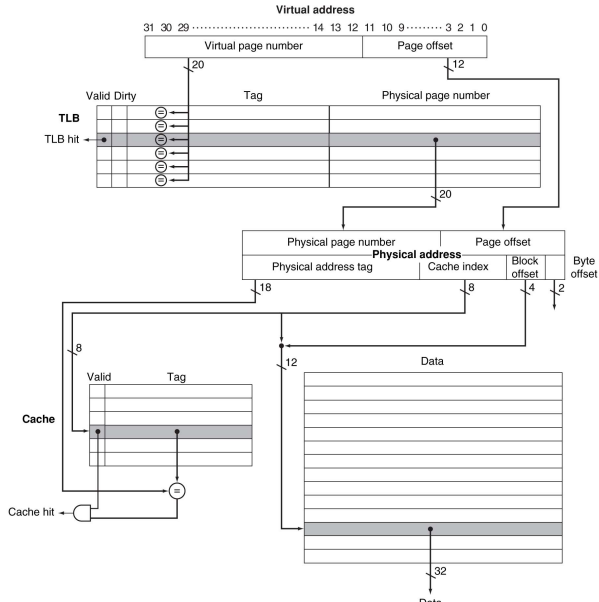 Virtual address
31 30 29 ··································· 14 13 12 11 10 9 ········· 3 2 1 0
Virtual page number Page offset
20 12
Valid Dirty Tag Physical page number
TLB
=
=
TLB hit =
=
=
=
20
Physical page number Page offset
Physical address
Physical address tag Cache index Block offset Byte offset
18 8 4 2
8
12 Data
Valid Tag
Cache
=
Cache hit
32
Data